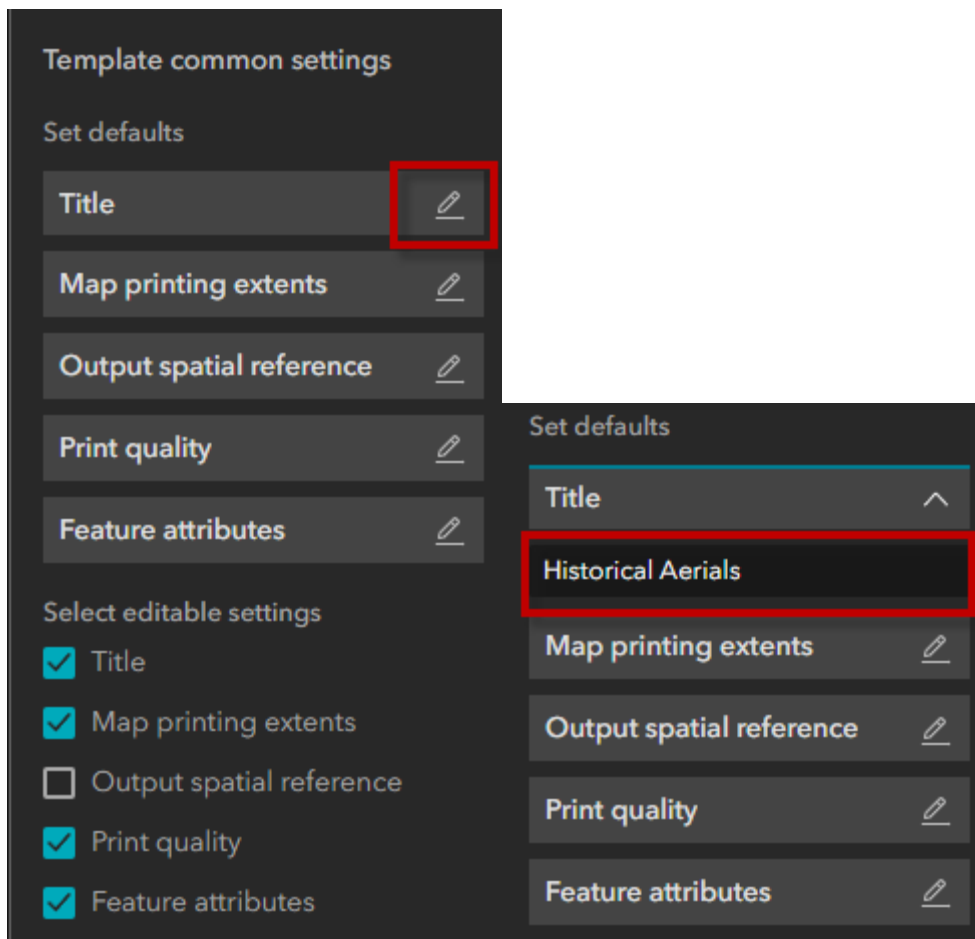 Template common settings
Set defaults
Title
Map printing extents
Output spatial reference
Print quality
Feature attributes
Select editable settings
Title
Map printing extents
Output spatial reference
Print quality
Feature attributes
Set defaults
Title
Historical Aerials
Map printing extents
Output spatial reference
Print quality
Feature attributes